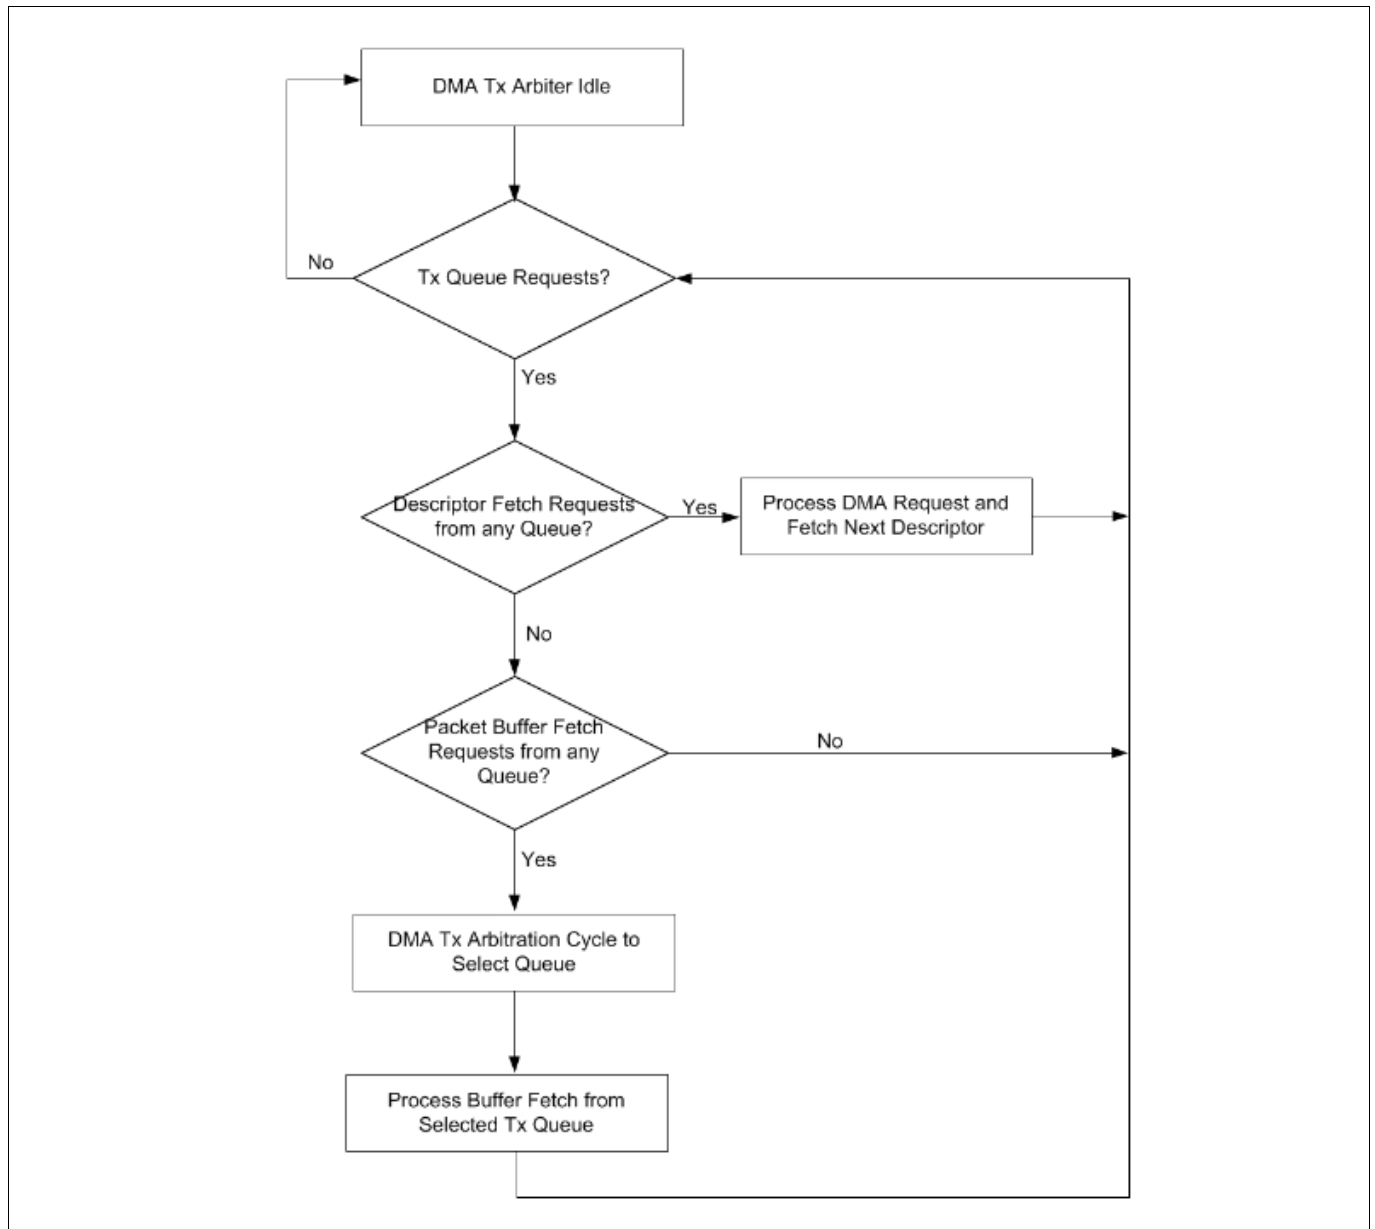 DMA Tx Arbiter Idle
No
Tx Queue Requests?
Yes
Descriptor Fetch Requests
from any Queue?
Yes
Process DMA Request and
Fetch Next Descriptor
No
Packet Buffer Fetch
Requests from any
Queue?
No
Yes
DMA Tx Arbitration Cycle to
Select Queue
Process Buffer Fetch from
Selected Tx Queue